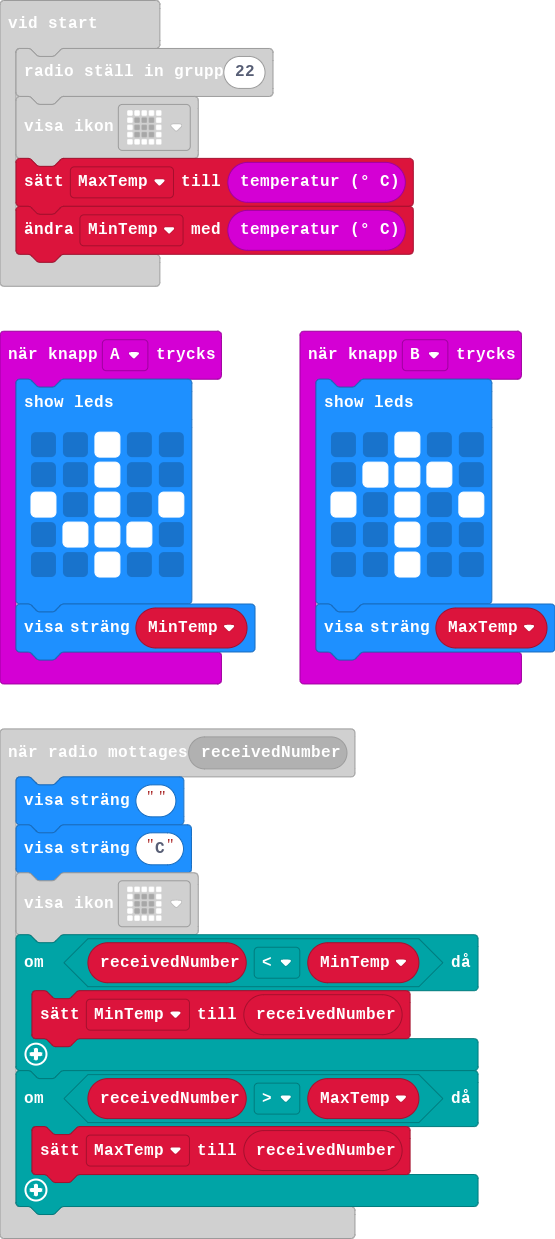 vid start
radio ställ in grupp 22
visa ikon
sätt MaxTemp till temperatur (° C)
ändra MinTemp med temperatur (° C)
när knapp A trycks
show leds
visa sträng MinTemp
när knapp B trycks
show leds
visa sträng MaxTemp
när radio mottages receivedNumber
visa sträng " "
visa sträng "C"
visa ikon
om receivedNumber < MinTemp då
sätt MinTemp till receivedNumber
om receivedNumber > MaxTemp då
sätt MaxTemp till receivedNumber